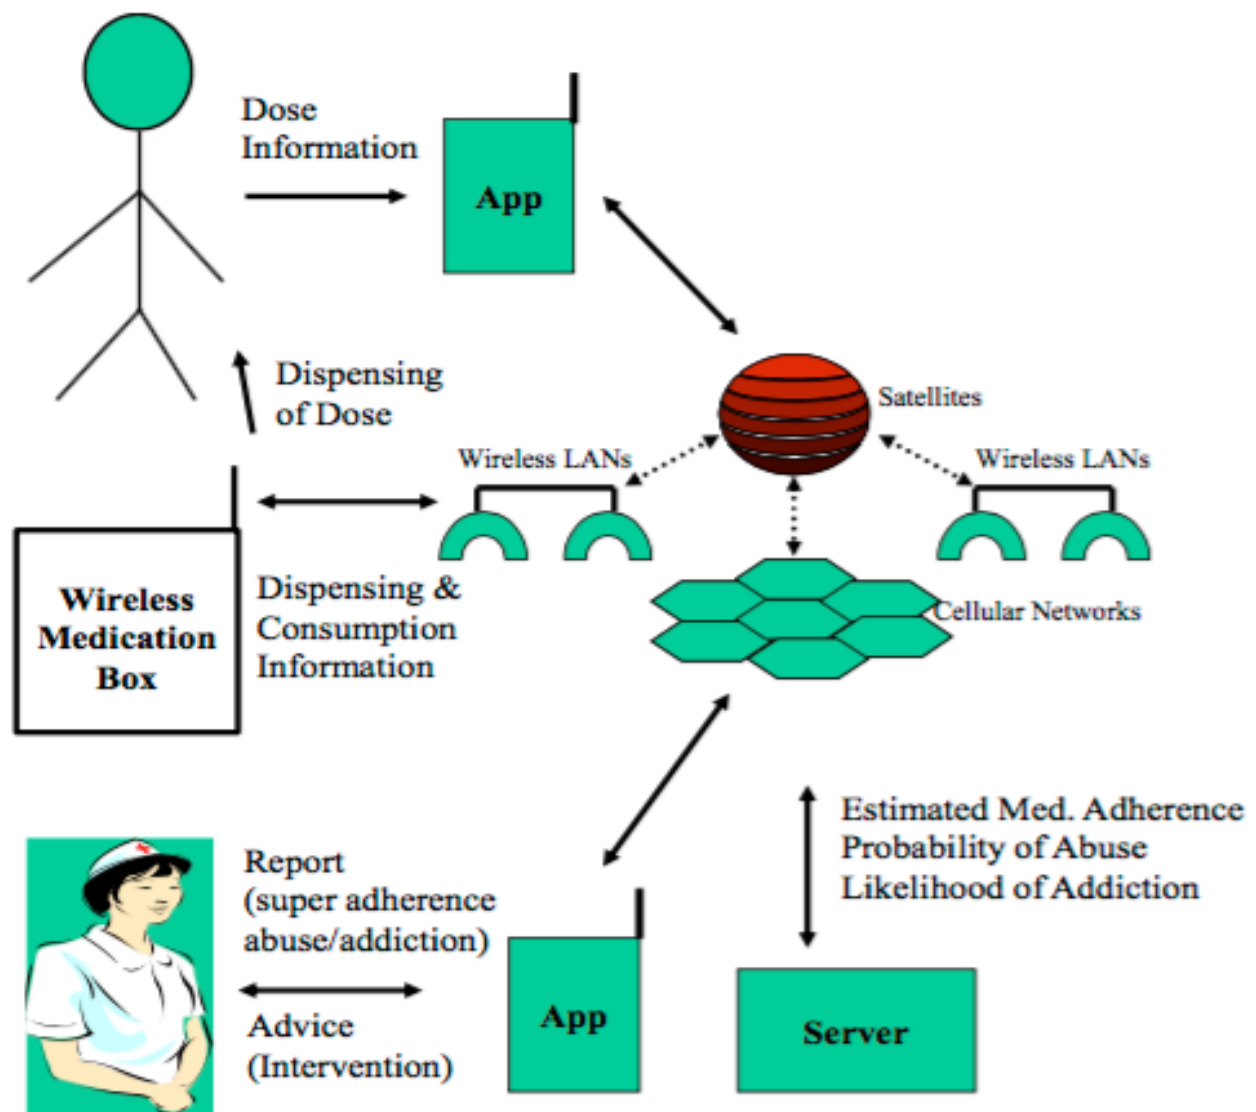 Dose
Information
App
Dispensing
of Dose
Satellites
Wireless LANs
Wireless LANs
Wireless
Medication
Box
Dispensing &
Consumption
Information
Cellular Networks
Estimated Med. Adherence
Probability of Abuse
Likelihood of Addiction
Report
(super adherence
abuse/addiction)
Advice
(Intervention)
App
Server